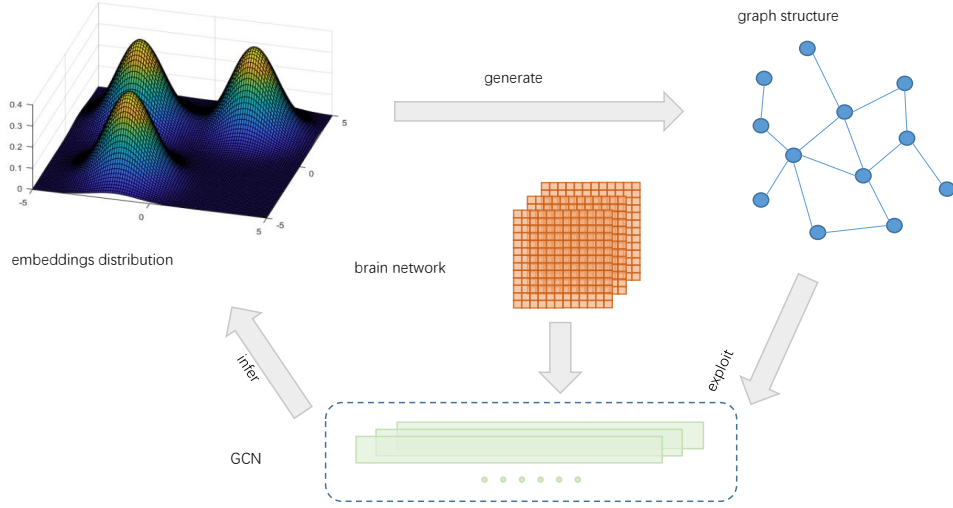 graph structure
generate
0.4
0.3
0.2
0.1
0
-5
0
5
-5
0
5
embeddings distribution
brain network
infer
exploit
GCN